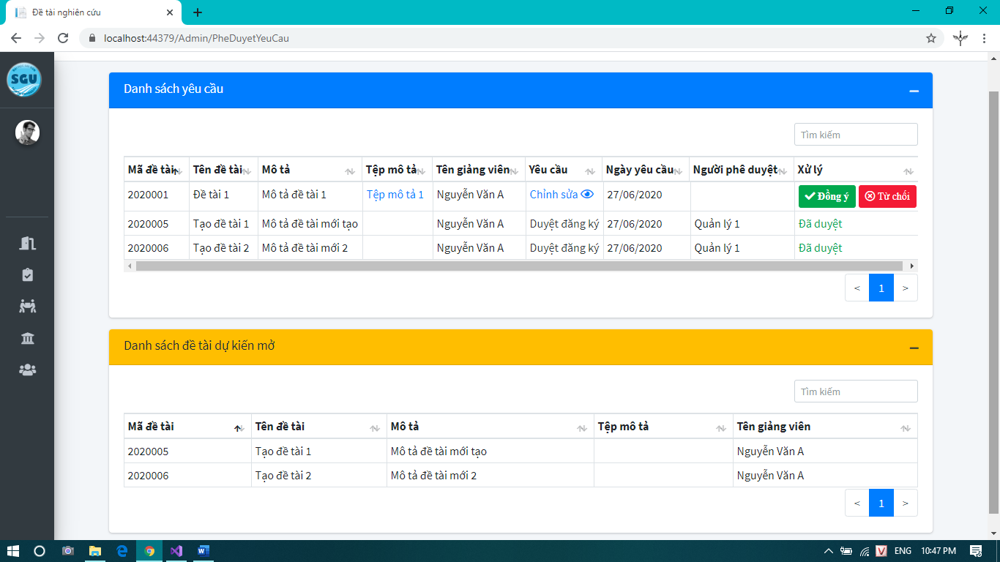 Đề tài nghiên cứu
localhost:44379/Admin/PheDuyetYeuCau
SGU
Danh sách yêu cầu
Tìm kiếm
Mã đề tài Tên đề tài Mô tả Tệp mô tả Tên giảng viên Yêu cầu Ngày yêu cầu Người phê duyệt Xử lý
2020001 Đề tài 1 Mô tả đề tài 1 Tệp mô tả 1 Nguyễn Văn A Chỉnh sửa 27/06/2020 Đồng ý Từ chối
2020005 Tạo đề tài 1 Mô tả đề tài mới tạo Nguyễn Văn A Duyệt đăng ký 27/06/2020 Quản lý 1 Đã duyệt
2020006 Tạo đề tài 2 Mô tả đề tài mới 2 Nguyễn Văn A Duyệt đăng ký 27/06/2020 Quản lý 1 Đã duyệt
< 1 >
Danh sách đề tài dự kiến mở
Tìm kiếm
Mã đề tài Tên đề tài Mô tả Tệp mô tả Tên giảng viên
2020005 Tạo đề tài 1 Mô tả đề tài mới tạo Nguyễn Văn A
2020006 Tạo đề tài 2 Mô tả đề tài mới 2 Nguyễn Văn A
< 1 >
ENG 10:47 PM